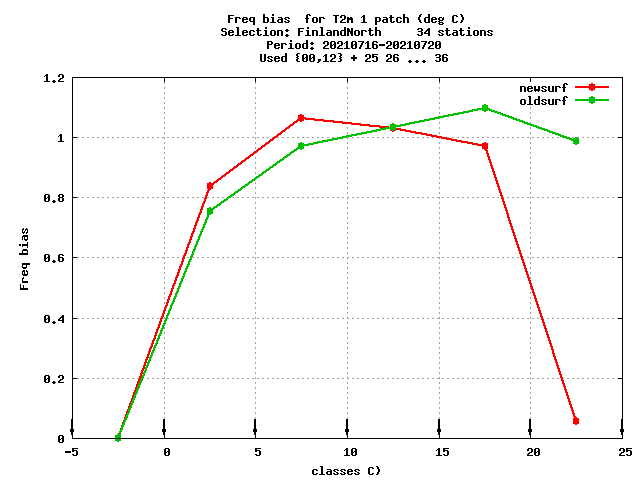 Freq bias  for T2m 1 patch (deg C)
Selection: FinlandNorth     34 stations
Period: 20210716-20210720
Used {00,12} + 25 26 ... 36
newsurf
oldsurf
1.2
1
0.8
0.6
0.4
0.2
0
Freq bias
-5 0 5 10 15 20 25
classes C)